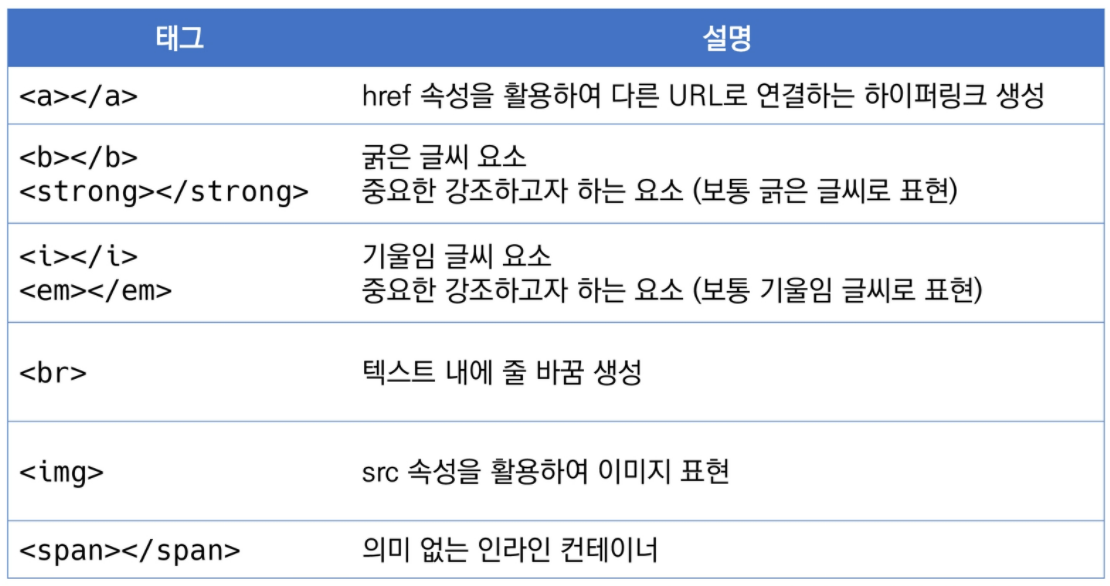 태그 설명
<a></a> href 속성을 활용하여 다른 URL로 연결하는 하이퍼링크 생성
<b></b> 굵은 글씨 요소
<strong></strong> 중요한 강조하고자 하는 요소 (보통 굵은 글씨로 표현)
<i></i> 기울임 글씨 요소
<em></em> 중요한 강조하고자 하는 요소 (보통 기울임 글씨로 표현)
<br> 텍스트 내에 줄 바꿈 생성
<img> src 속성을 활용하여 이미지 표현
<span></span> 의미 없는 인라인 컨테이너